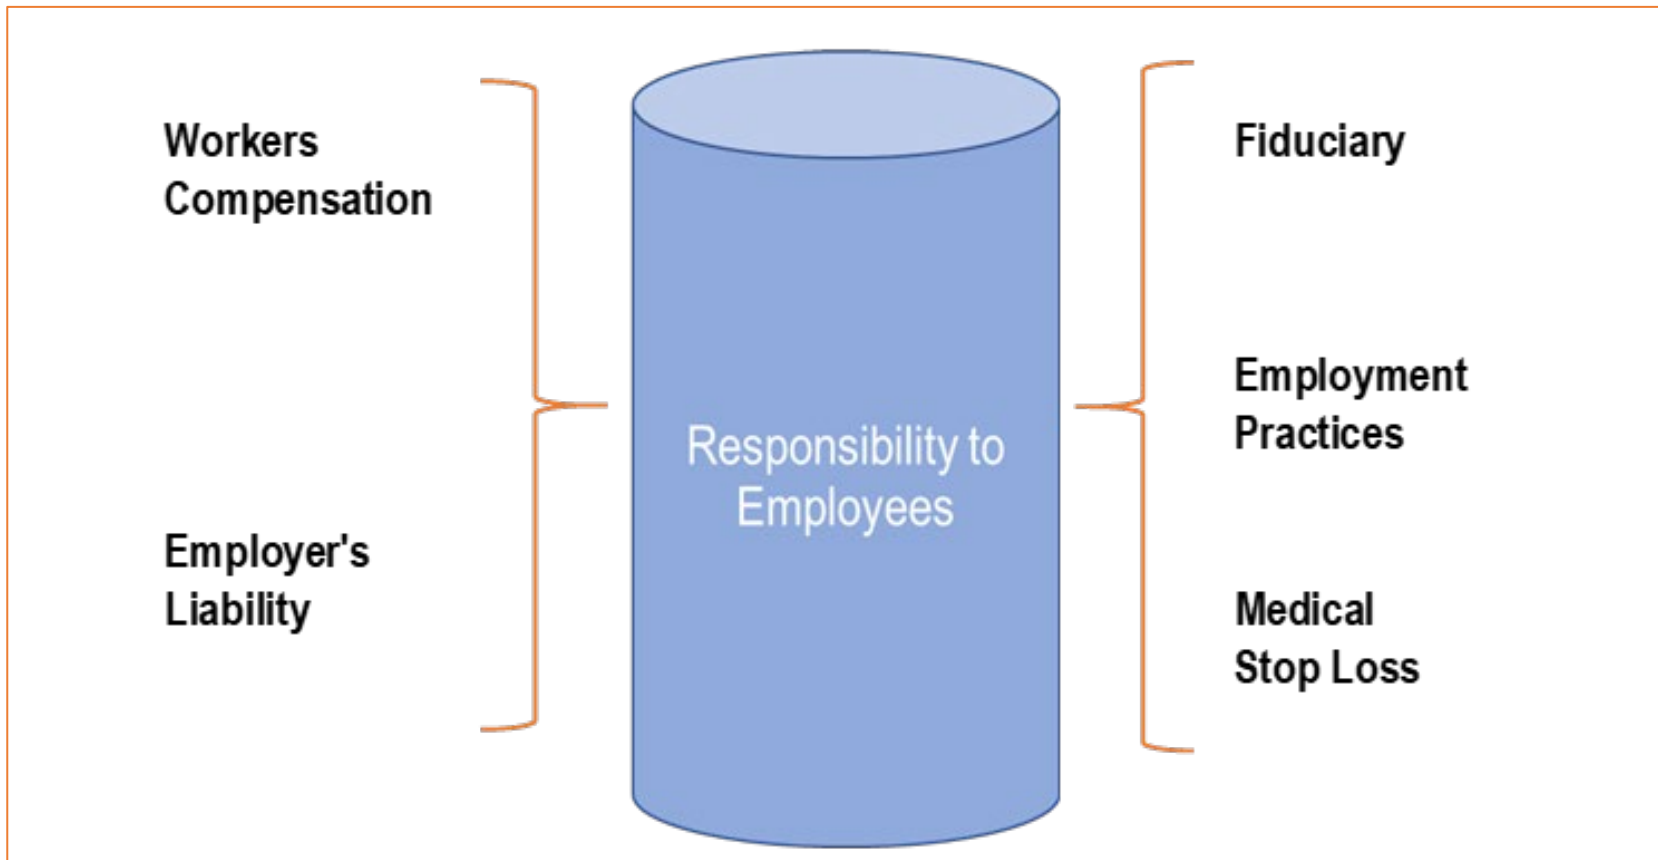 Workers
Compensation
Employer's
Liability
Responsibility to
Employees
Fiduciary
Employment
Practices
Medical
Stop Loss